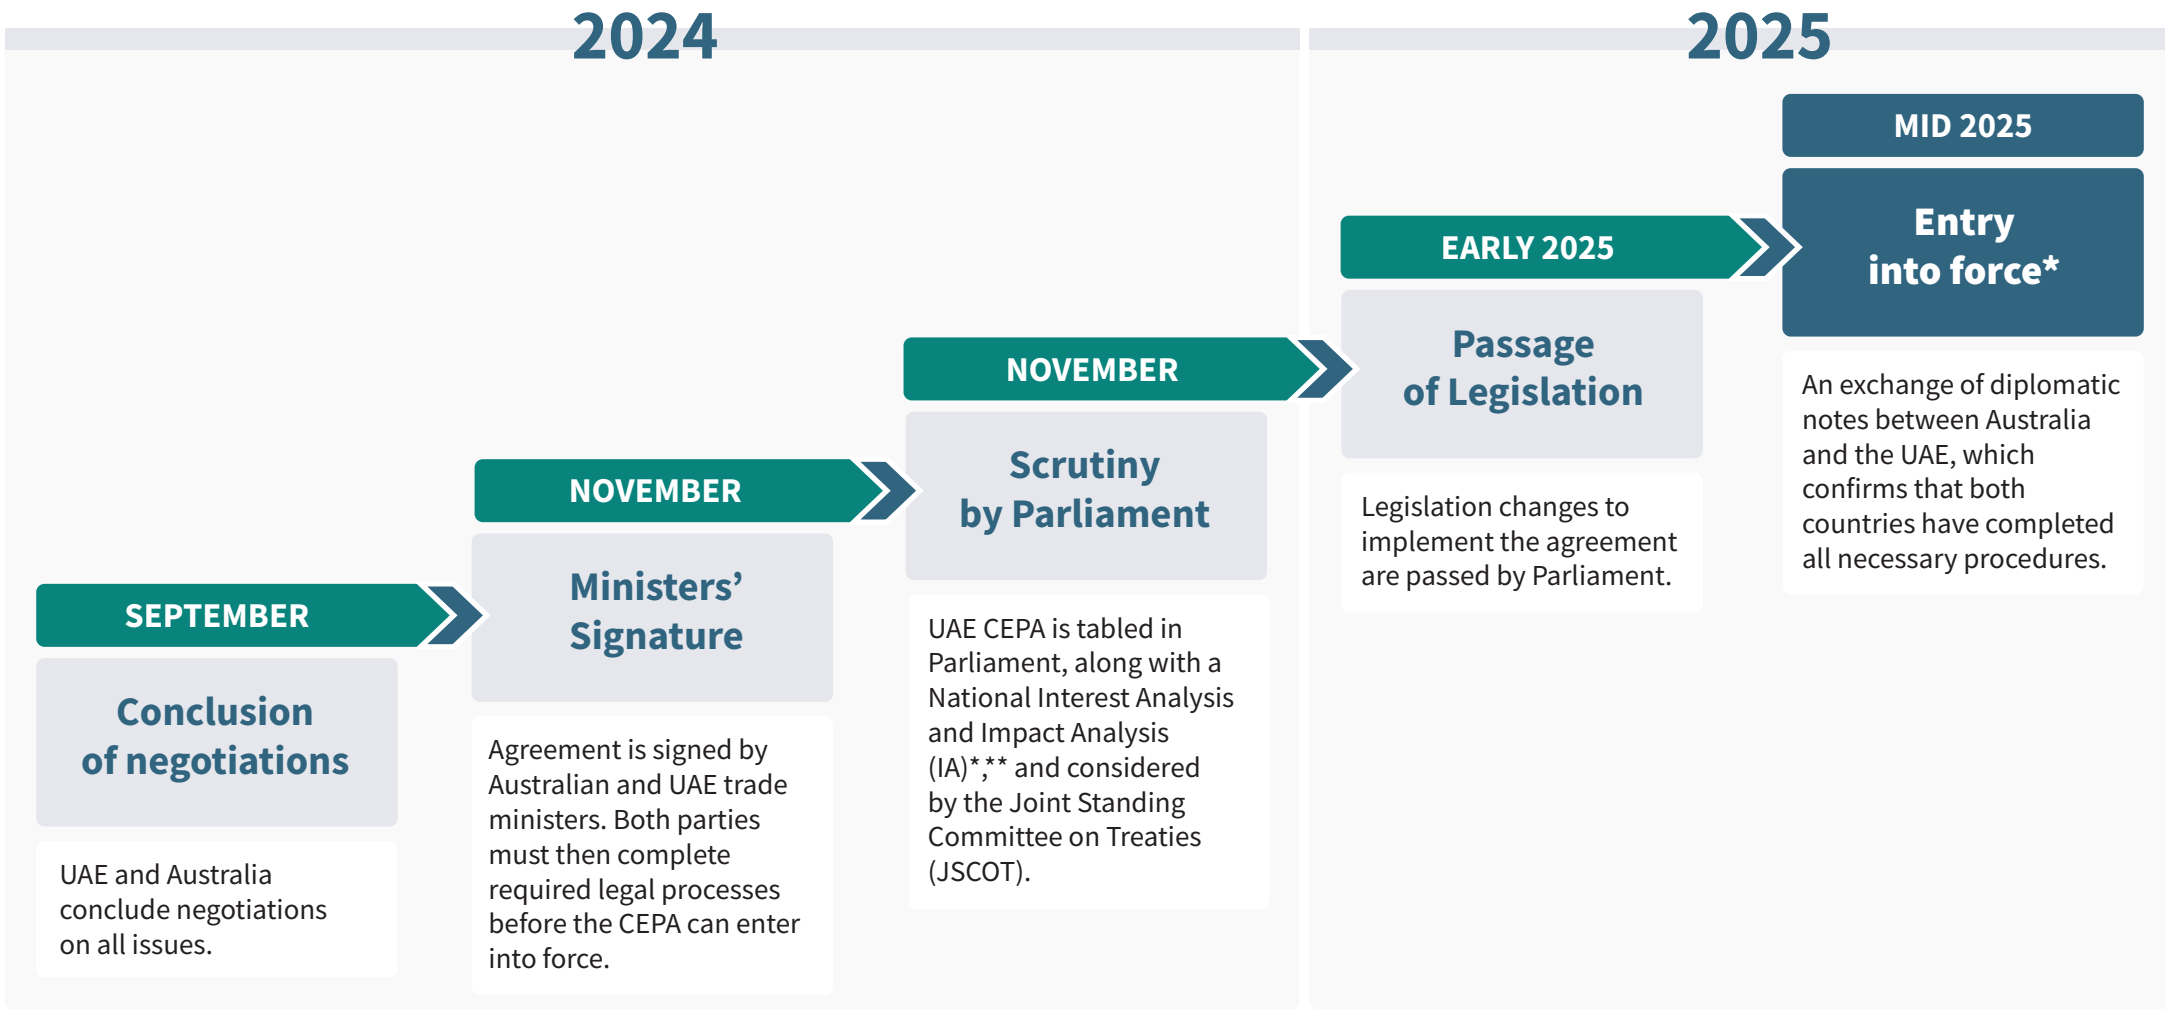 2024
SEPTEMBER
Conclusion
of negotiations
UAE and Australia
conclude negotiations
on all issues.
NOVEMBER
Ministers’
Signature
Agreement is signed by
Australian and UAE trade
ministers. Both parties
must then complete
required legal processes
before the CEPA can enter
into force.
NOVEMBER
Scrutiny
by Parliament
UAE CEPA is tabled in
Parliament, along with a
National Interest Analysis
and Impact Analysis
(IA)*,** and considered
by the Joint Standing
Committee on Treaties
(JSCOT).
2025
EARLY 2025
Passage
of Legislation
Legislation changes to
implement the agreement
are passed by Parliament.
MID 2025
Entry
into force*
An exchange of diplomatic
notes between Australia
and the UAE, which
confirms that both
countries have completed
all necessary procedures.